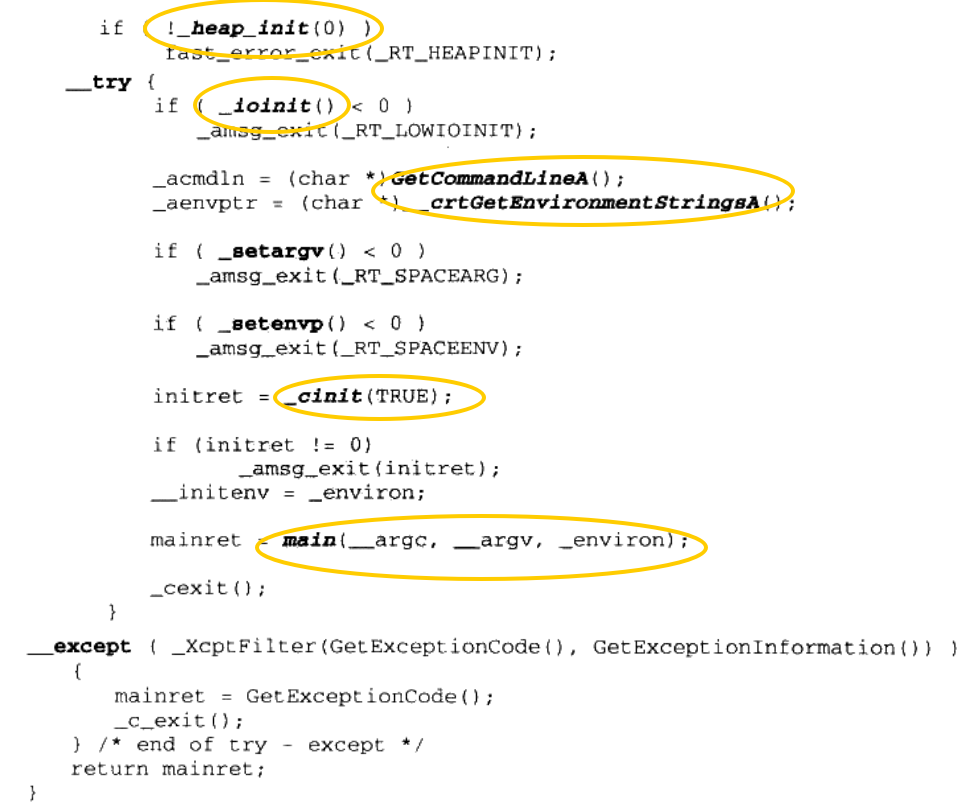 if ( !_heap_init(0) )
fast_error_exit(_RT_HEAPINIT);
__try {
if ( _ioinit() < 0 )
_amsg_exit(_RT_LOWIOINIT);
_acmdln = (char *)GetCommandLineA();
_aenvptr = (char *)__crtGetEnvironmentStringsA();
if ( _setargv() < 0 )
_amsg_exit(_RT_SPACEARG);
if ( _setenvp() < 0 )
_amsg_exit(_RT_SPACEENV);
initret = _cinit(TRUE);
if (initret != 0)
_amsg_exit(initret);
__initenv = _environ;
mainret = main(__argc, __argv, _environ);
_cexit();
}
__except ( _XcptFilter(GetExceptionCode(), GetExceptionInformation()) )
{
mainret = GetExceptionCode();
_c_exit();
} /* end of try - except */
return mainret;
}